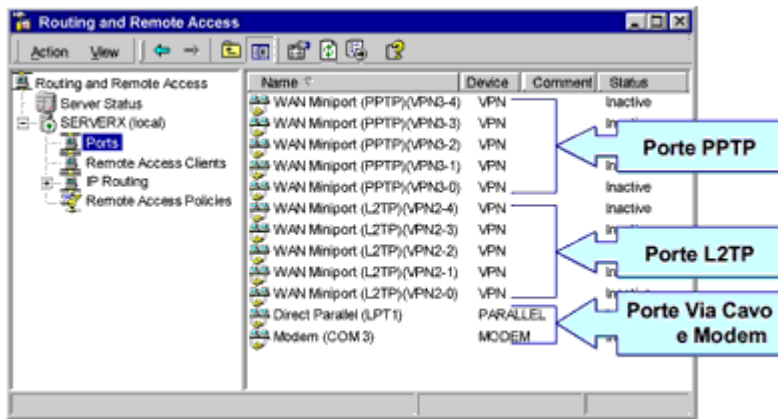 Routing and Remote Access
Action View
Routing and Remote Access
Server Status
SERVERX (local)
Ports
Remote Access Clients
IP Routing
Remote Access Policies
Name Device Comment Status
WAN Miniport (PPTP)(VPN3-4) VPN Inactive
WAN Miniport (PPTP)(VPN3-3) VPN Inactive
WAN Miniport (PPTP)(VPN3-2) VPN
WAN Miniport (PPTP)(VPN3-1) VPN
WAN Miniport (PPTP)(VPN3-0) VPN Inactive
WAN Miniport (L2TP)(VPN2-4) VPN Inactive
WAN Miniport (L2TP)(VPN2-3) VPN
WAN Miniport (L2TP)(VPN2-2) VPN
WAN Miniport (L2TP)(VPN2-1) VPN
WAN Miniport (L2TP)(VPN2-0) VPN Inactive
Direct Parallel (LPT1) PARALLEL
Modem (COM3) MODEM
Porte PPTP
Porte L2TP
Porte Via Cavo
e Modem